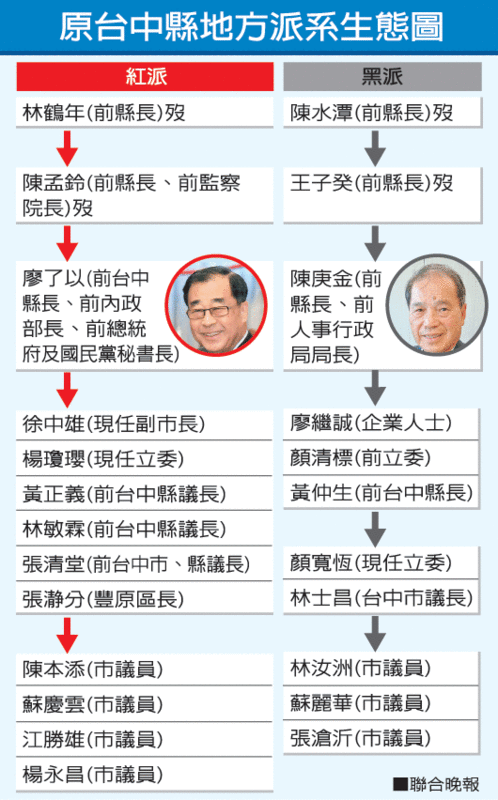 原台中縣地方派系生態圖
紅派
林鶴年(前縣長)歿
陳孟鈴(前縣長、前監察
院長)歿
廖了以(前台中
縣長、前內政
部長、前總統
府及國民黨秘書長)
徐中雄(現任副市長)
楊瓊瓔(現任立委)
黃正義(前台中縣議長)
林敏霖(前台中縣議長)
張清堂(前台中市、縣議長)
張瀞分(豐原區長)
陳本添(市議員)
蘇慶雲(市議員)
江勝雄(市議員)
楊永昌(市議員)
黑派
陳水潭(前縣長)歿
王子癸(前縣長)歿
陳庚金(前
縣長、前
人事行政
局局長)
廖繼誠(企業人士)
顏清標(前立委)
黃仲生(前台中縣長)
顏寬恆(現任立委)
林士昌(台中市議長)
林汝洲(市議員)
蘇麗華(市議員)
張滄沂(市議員)
■聯合晚報